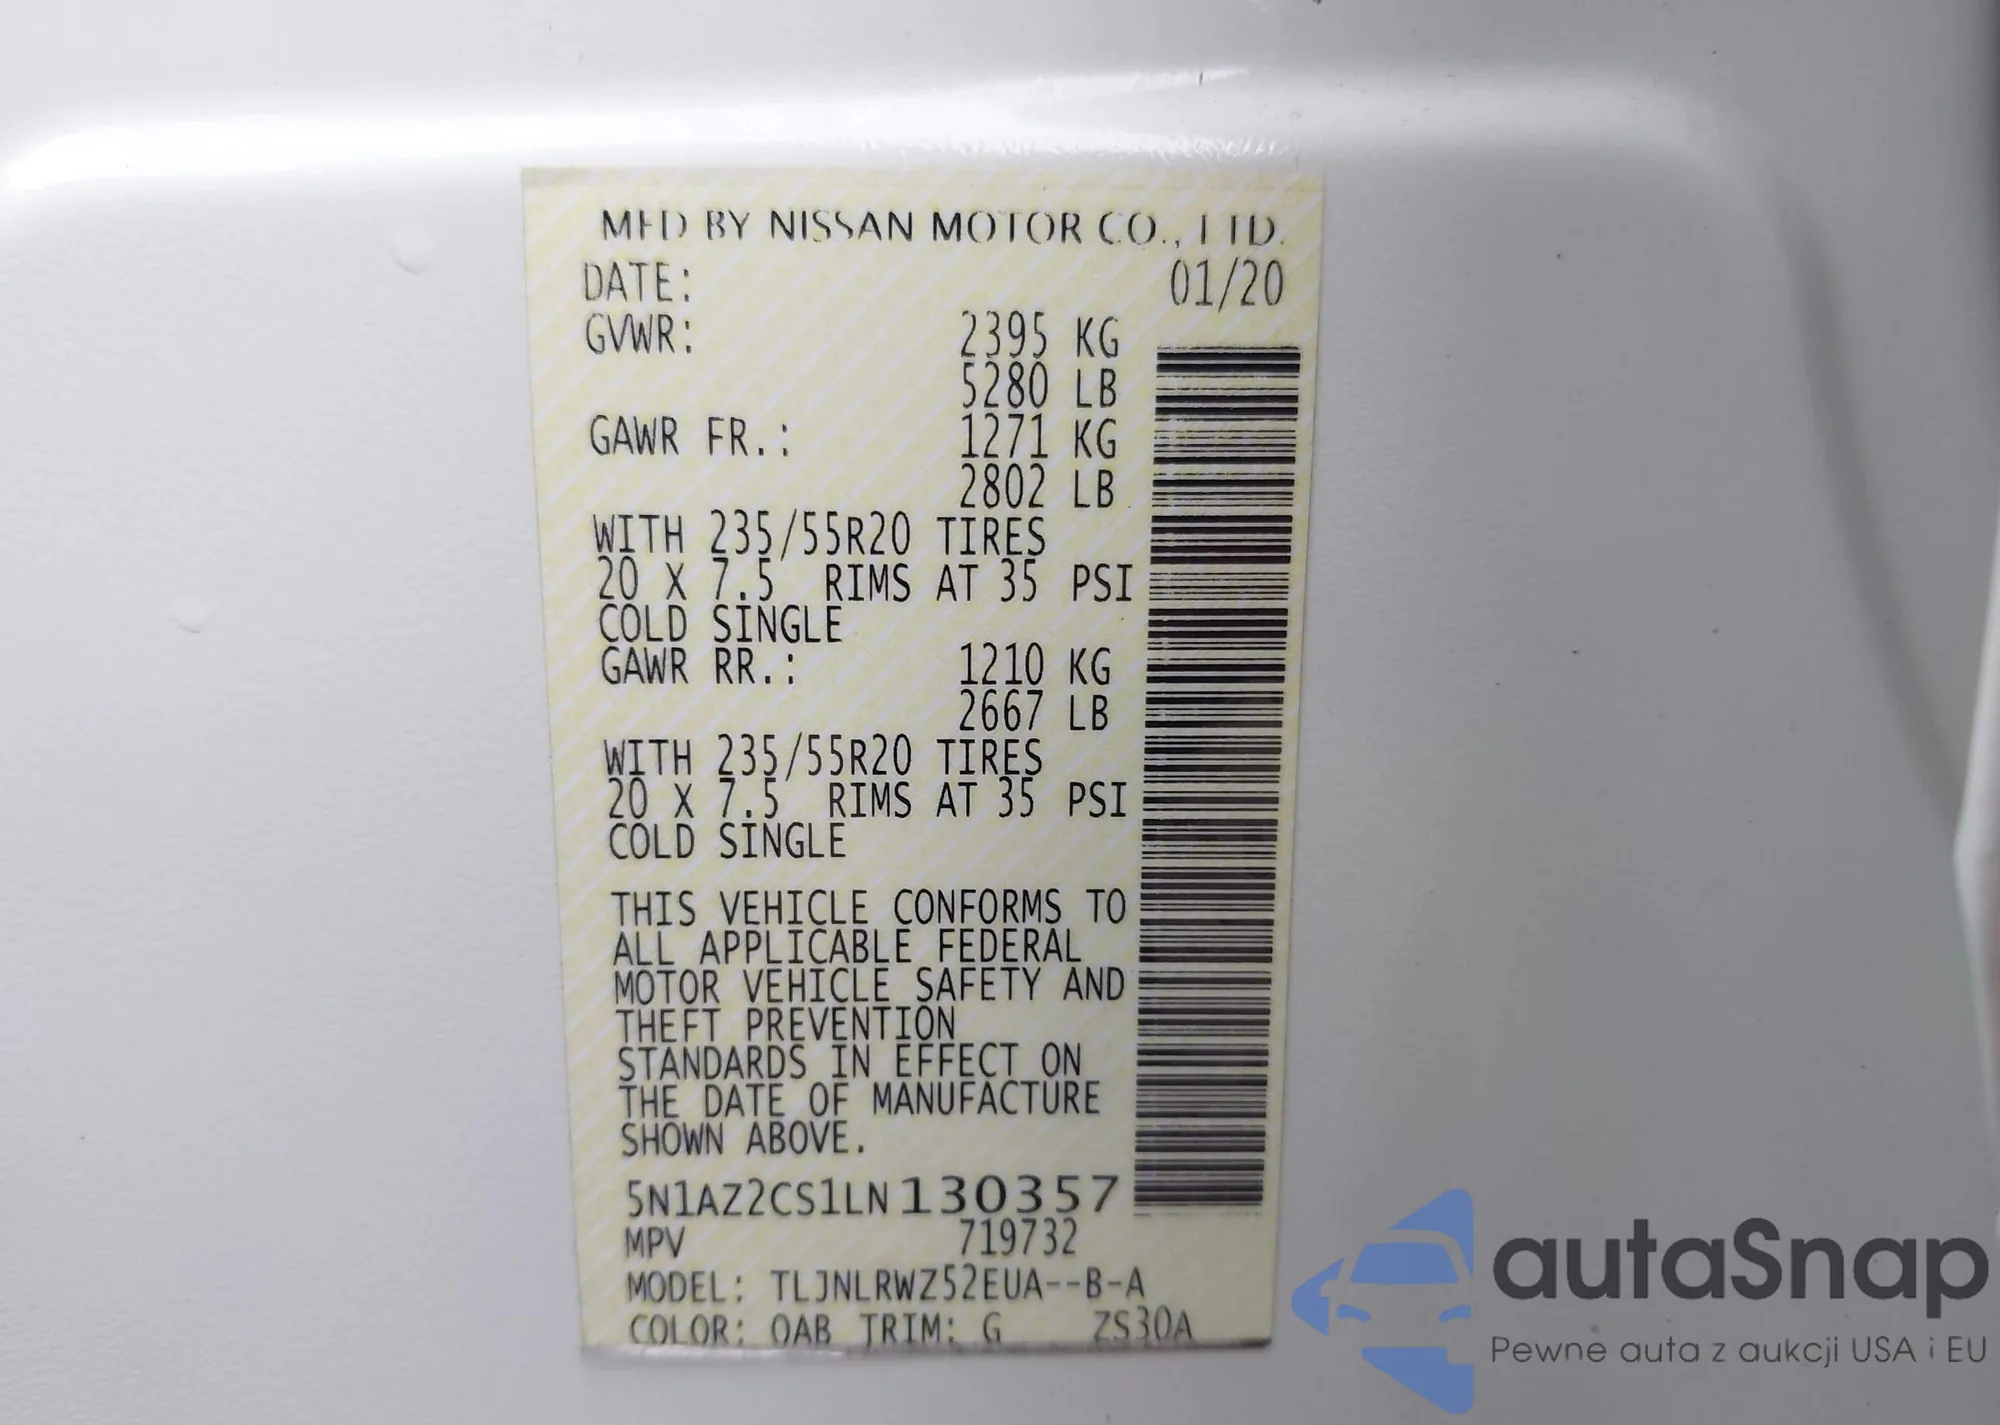 MFD BY NISSAN MOTOR CO., LTD.
DATE: 01/20
GVWR: 2395 KG
5280 LB
GAWR FR.: 1271 KG
2802 LB
WITH 235/55R20 TIRES
20 X 7.5 RIMS AT 35 PSI
COLD SINGLE
GAWR RR.: 1210 KG
2667 LB
WITH 235/55R20 TIRES
20 X 7.5 RIMS AT 35 PSI
COLD SINGLE
THIS VEHICLE CONFORMS TO
ALL APPLICABLE FEDERAL
MOTOR VEHICLE SAFETY AND
THEFT PREVENTION
STANDARDS IN EFFECT ON
THE DATE OF MANUFACTURE
SHOWN ABOVE.
5N1AZ2CS1LN130357
MPV 719732
MODEL: TLJNLRWZ52EUA--B-A
COLOR: QAB TRIM: G ZS30A
autaSnap
Pewne auta z aukcji USA i EU